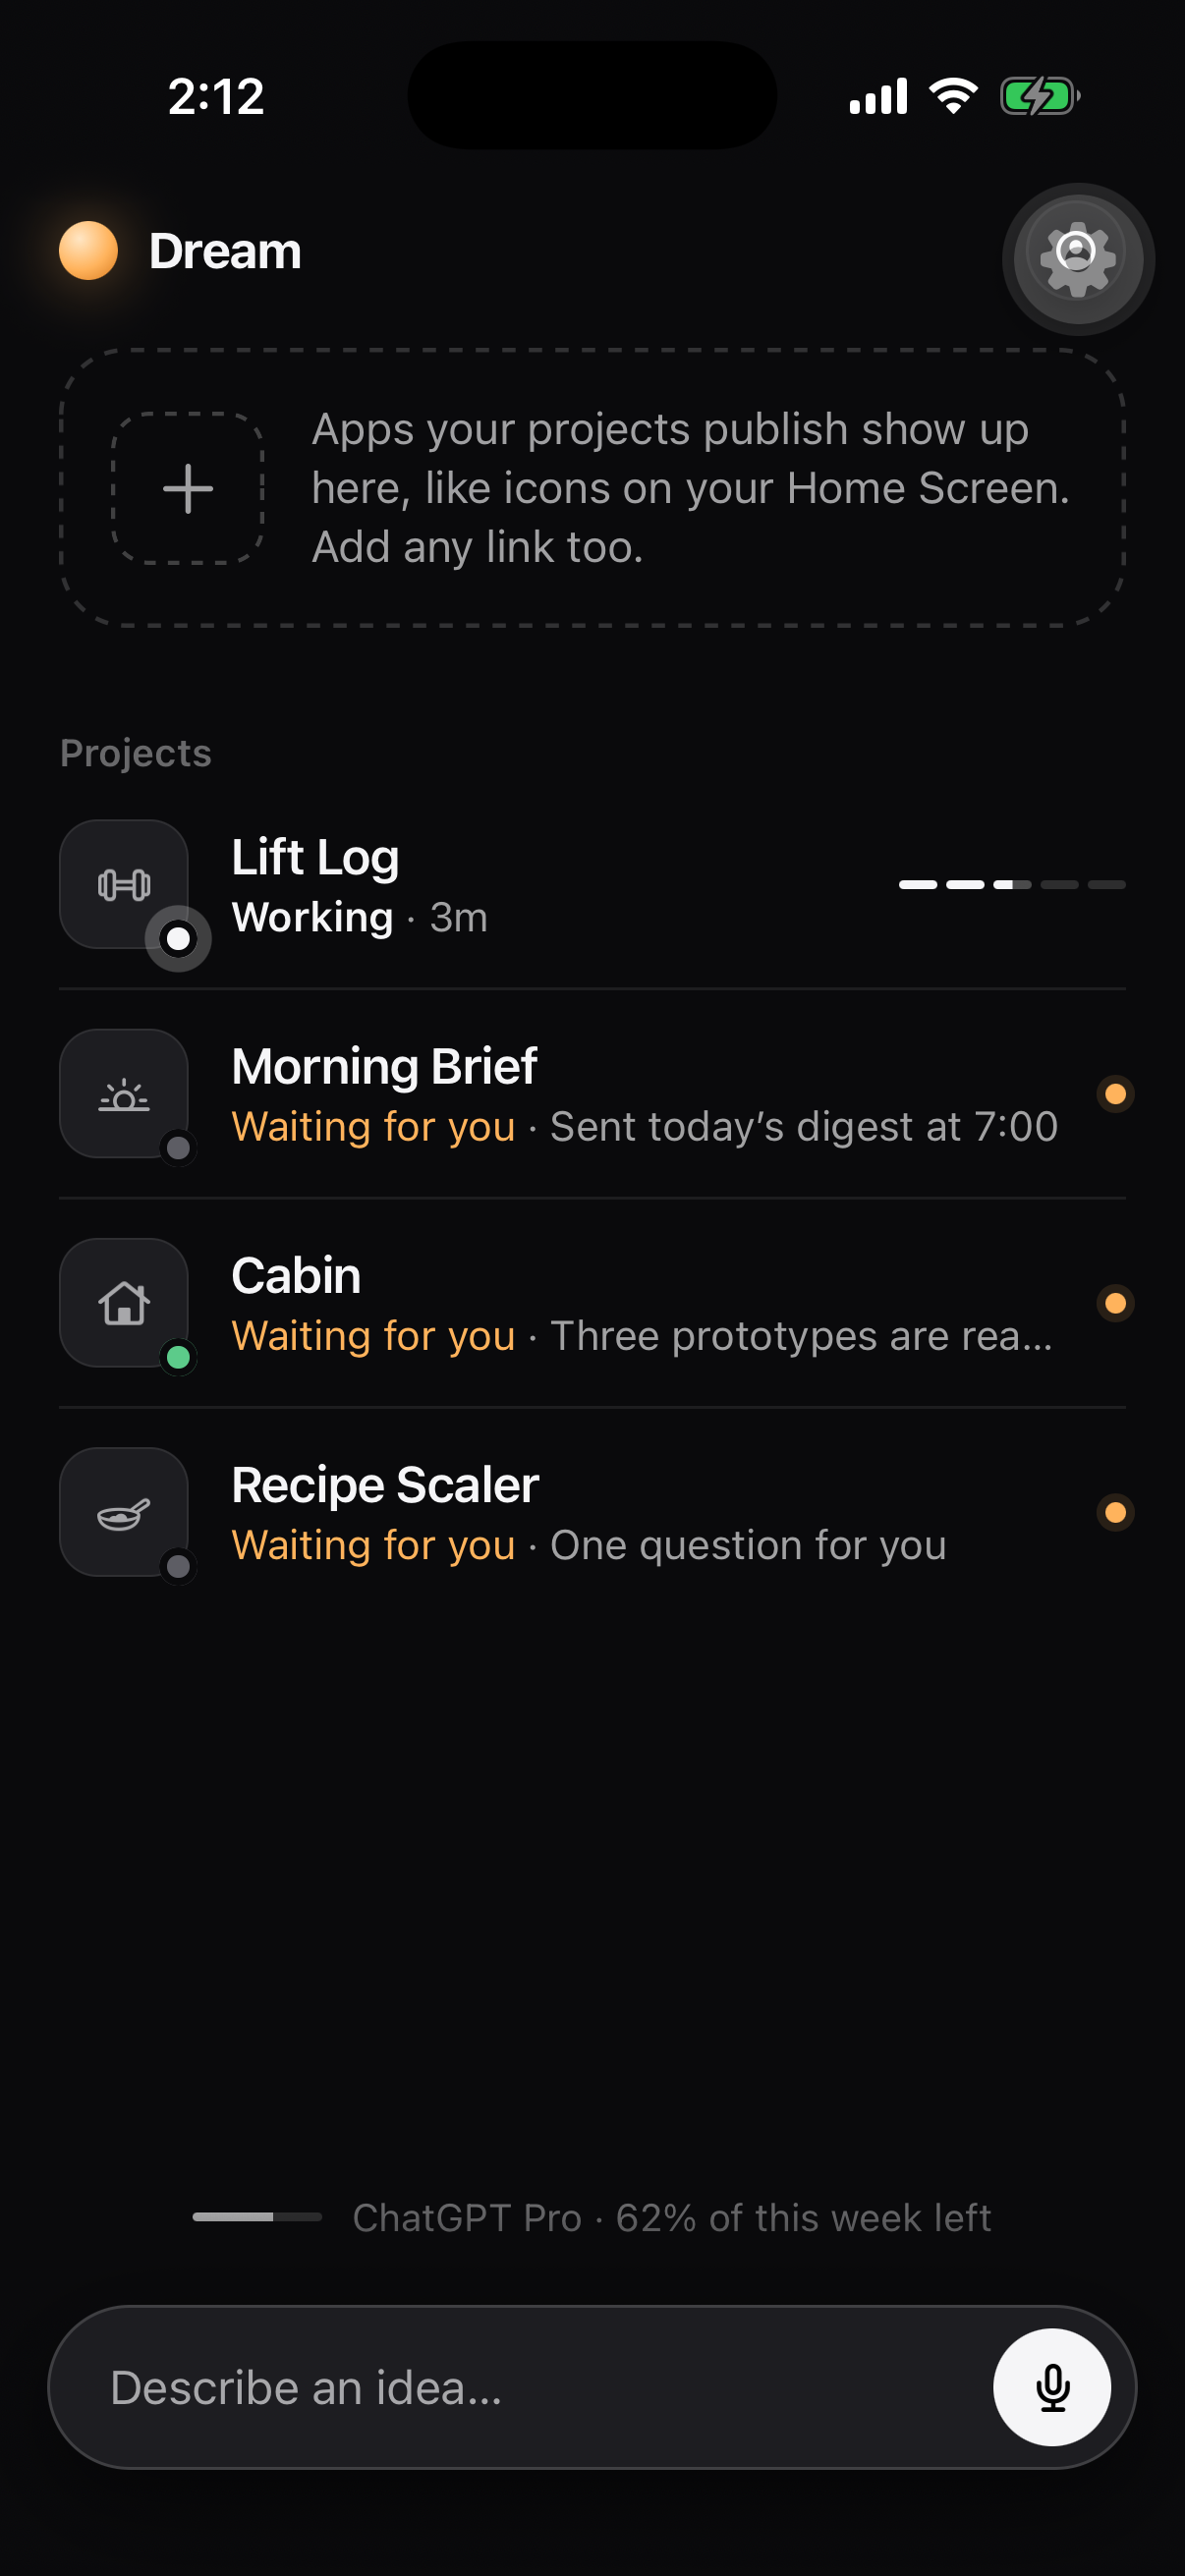 2:12
Dream
Apps your projects publish show up
here, like icons on your Home Screen.
Add any link too.
Projects
Lift Log
Working · 3m
Morning Brief
Waiting for you · Sent today’s digest at 7:00
Cabin
Waiting for you · Three prototypes are rea...
Recipe Scaler
Waiting for you · One question for you
ChatGPT Pro · 62% of this week left
Describe an idea...